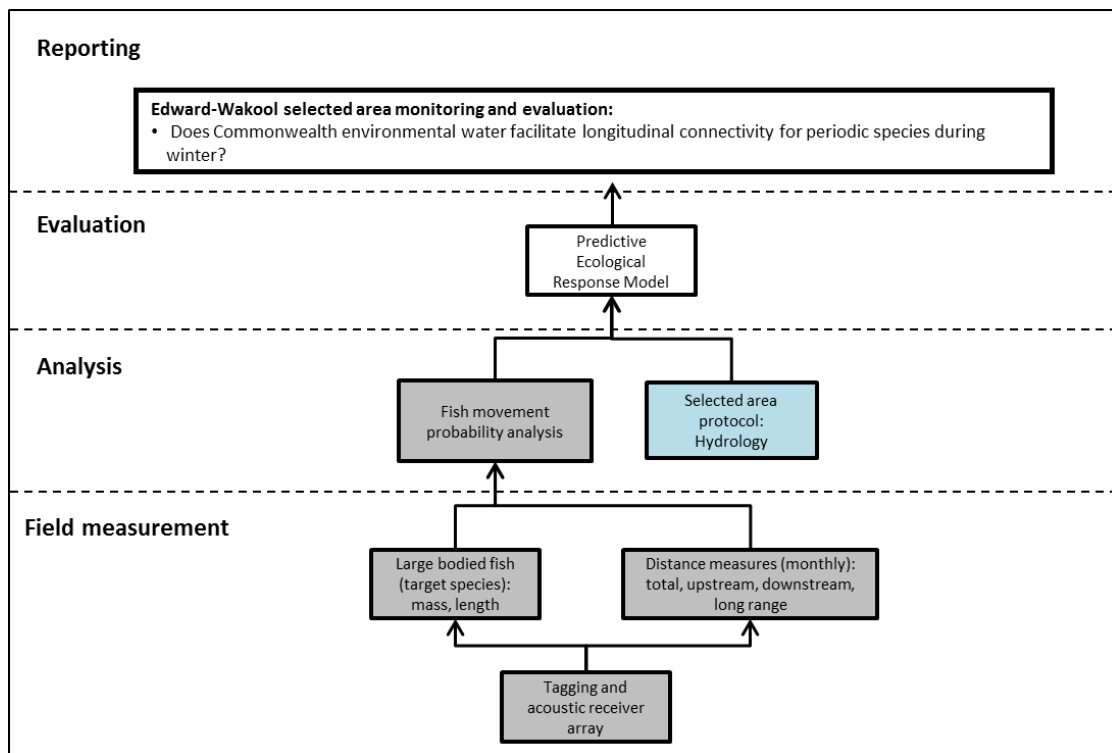 Reporting
Edward-Wakool selected area monitoring and evaluation:
• Does Commonwealth environmental water facilitate longitudinal connectivity for periodic species during
winter?
Evaluation
Predictive
Ecological
Response Model
Analysis
Fish movement
probability analysis
Selected area
protocol:
Hydrology
Field measurement
Large bodied fish
(target species):
mass, length
Distance measures (monthly):
total, upstream, downstream,
long range
Tagging and
acoustic receiver
array